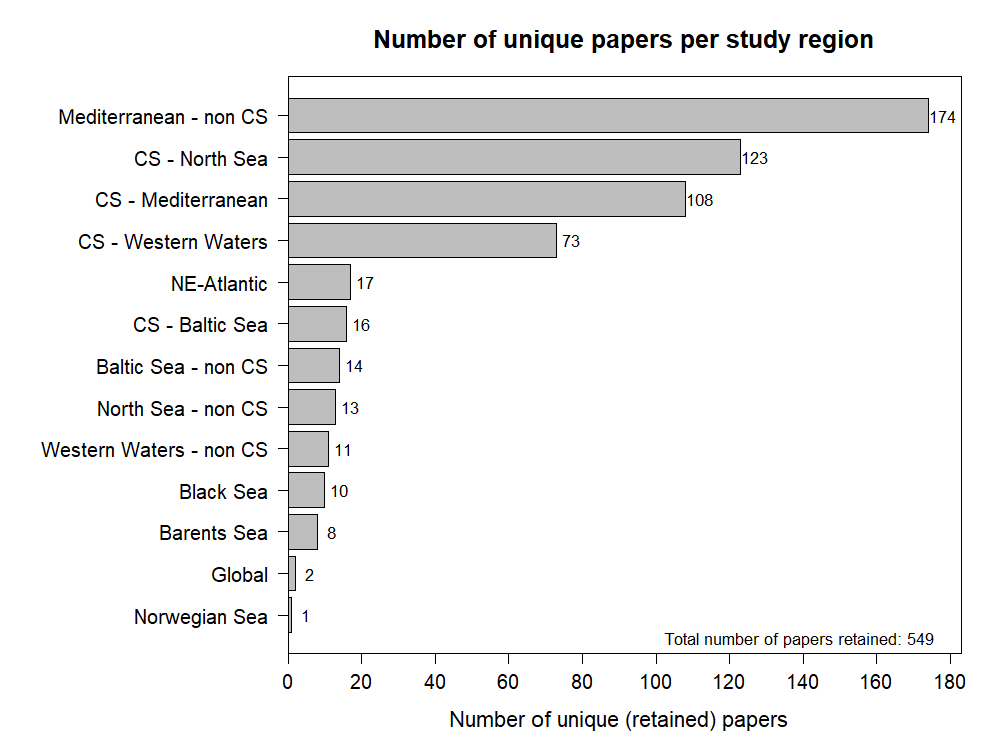 Number of unique papers per study region
Mediterranean - non CS 174
CS - North Sea 123
CS - Mediterranean 108
CS - Western Waters 73
NE-Atlantic 17
CS - Baltic Sea 16
Baltic Sea - non CS 14
North Sea - non CS 13
Western Waters - non CS 11
Black Sea 10
Barents Sea 8
Global 2
Norwegian Sea 1
Total number of papers retained: 549
0 20 40 60 80 100 120 140 160 180
Number of unique (retained) papers